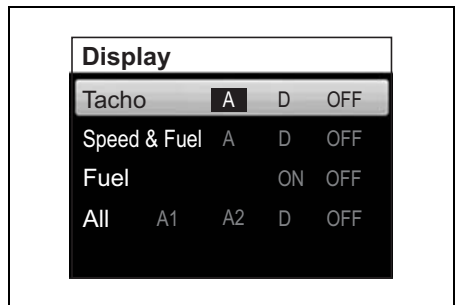 Display
Tacho A D OFF
Speed & Fuel A D OFF
Fuel ON OFF
All A1 A2 D OFF